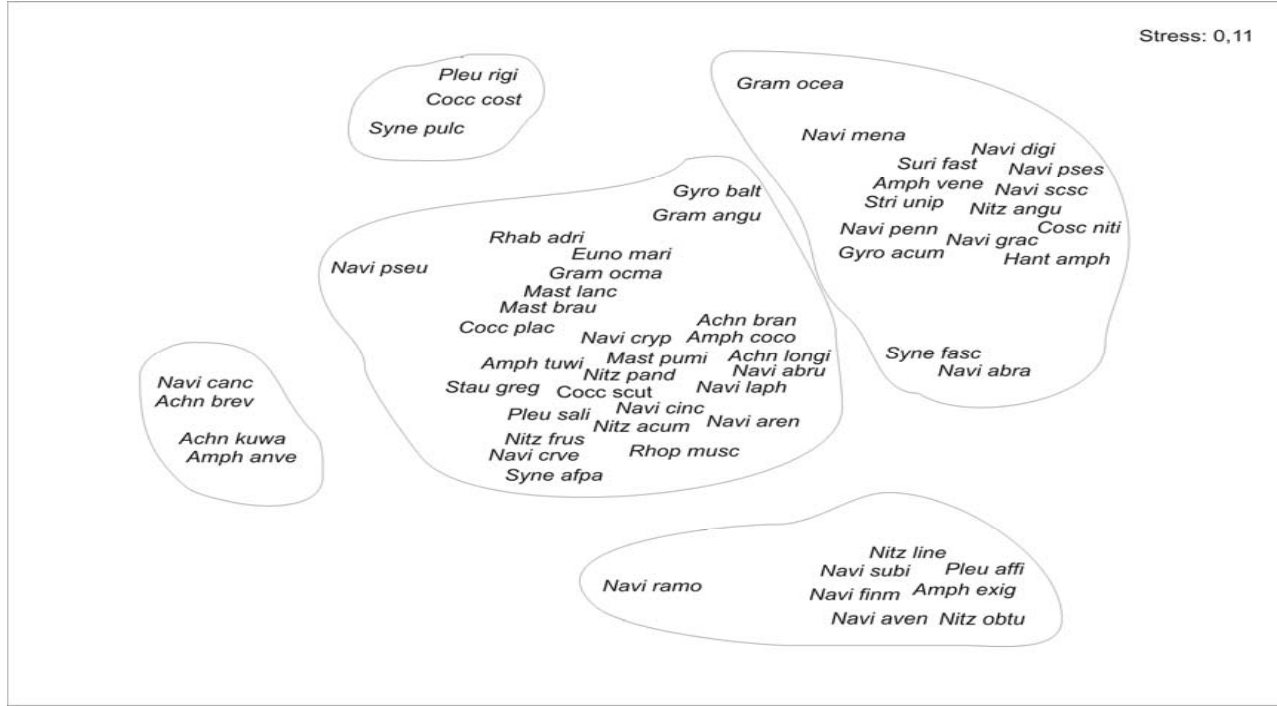 Stress: 0,11
Pleu rigi
Cocc cost
Syne pulc
Gram ocea
Navi mena
Navi digi
Suri fast
Navi pses
Amph vene
Navi scsc
Stri unip
Nitz angu
Navi penn
Cosc niti
Navi grac
Gyro acum
Hant amph
Syne fasc
Navi abra
Gyro balt
Gram angu
Rhab adri
Euno mari
Navi pseu
Gram ocma
Mast lanc
Mast brau
Cocc plac
Achn bran
Navi cryp
Amph coco
Amph tuwi
Mast pumi
Achn longi
Nitz pand
Navi abru
Stau greg
Cocc scut
Navi laph
Pleu sali
Navi cinc
Nitz acum
Navi aren
Nitz frus
Navi crve
Rhop musc
Syne afpa
Navi canc
Achn brev
Achn kuwa
Amph anve
Navi ramo
Nitz line
Navi subi
Pleu affi
Navi finm
Amph exig
Navi aven
Nitz obtu